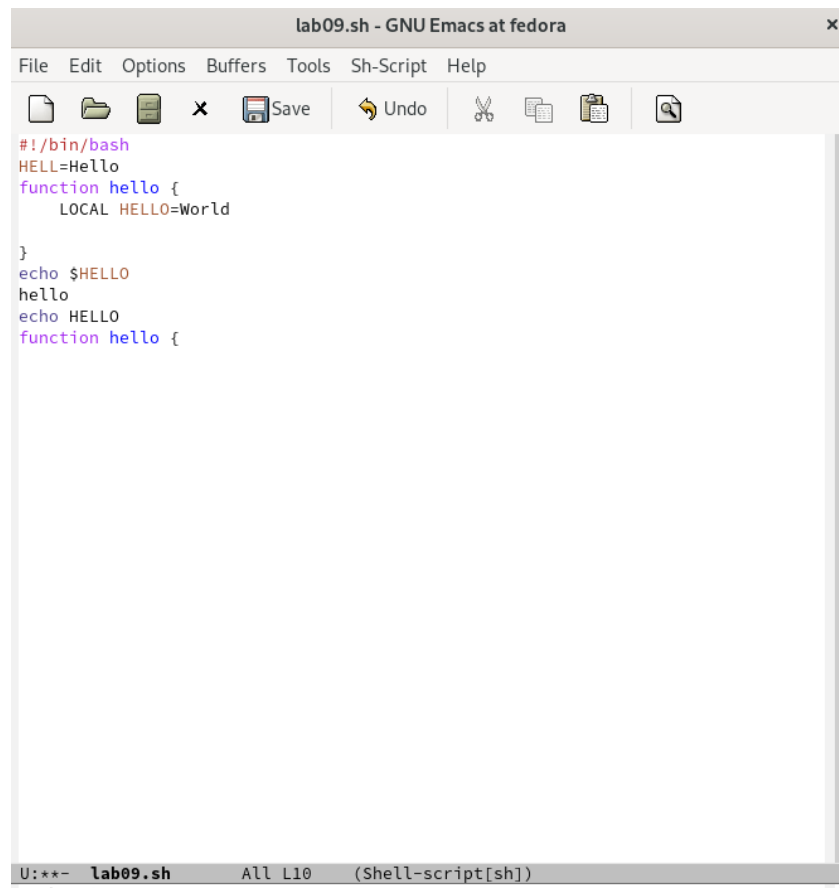 lab09.sh - GNU Emacs at fedora ×
File Edit Options Buffers Tools Sh-Script Help
Save Undo
#!/bin/bash
HELL=Hello
function hello {
    LOCAL HELLO=World
}
echo $HELLO
hello
echo HELLO
function hello {
U:**- lab09.sh All L10 (Shell-script[sh])